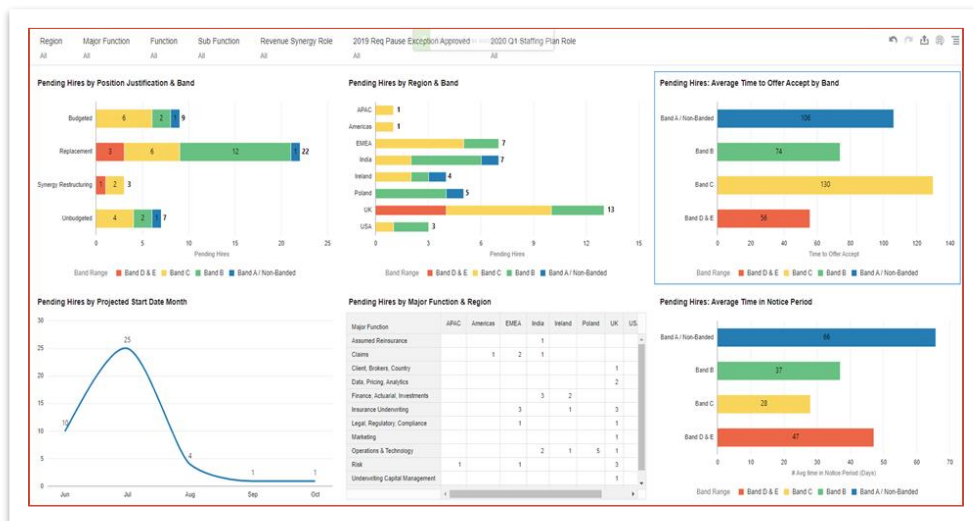 Region Major Function Function Sub Function Revenue Synergy Role 2019 Req Pause Exception Approved 2020 Q1 Staffing Plan Role
All All All All All All All
Pending Hires by Position Justification & Band
Budgeted 6 2 1 9
Replacement 3 6 12 1 22
Synergy Restructuring 1 2 3
Unbudgeted 4 2 1 7
0 5 10 15 20 25
Pending Hires
Band Range Band D & E Band C Band B Band A / Non-Banded
Pending Hires by Region & Band
APAC 1
Americas 1
EMEA 7
India 7
Ireland 4
Poland 5
UK 13
USA 3
0 3 6 9 12 15
Pending Hires
Band Range Band D & E Band C Band B Band A / Non-Banded
Pending Hires: Average Time to Offer Accept by Band
Band A / Non-Banded 106
Band B 74
Band C 130
Band D & E 56
0 20 40 60 80 100 120 140
Time to Offer Accept
Band Range Band D & E Band C Band B Band A / Non-Banded
Pending Hires by Projected Start Date Month
30
25
20
15
10
5
0
10 25 4 1 1
Jun Jul Aug Sep Oct
Pending Hires by Major Function & Region
Major Function APAC Americas EMEA India Ireland Poland UK US
Assumed Reinsurance 1
Claims 1 2 1
Client, Brokers, Country 1
Data, Pricing, Analytics 2
Finance, Actuarial, Investments 3 2
Insurance Underwriting 3 1 3
Legal, Regulatory, Compliance 1 1
Marketing 1
Operations & Technology 2 1 5 1
Risk 1 1 3
Underwriting Capital Management 1
Pending Hires: Average Time in Notice Period
Band A / Non-Banded 66
Band B 37
Band C 28
Band D & E 47
0 10 20 30 40 50 60 70
# Avg time in Notice Period (Days)
Band Range Band D & E Band C Band B Band A / Non-Banded